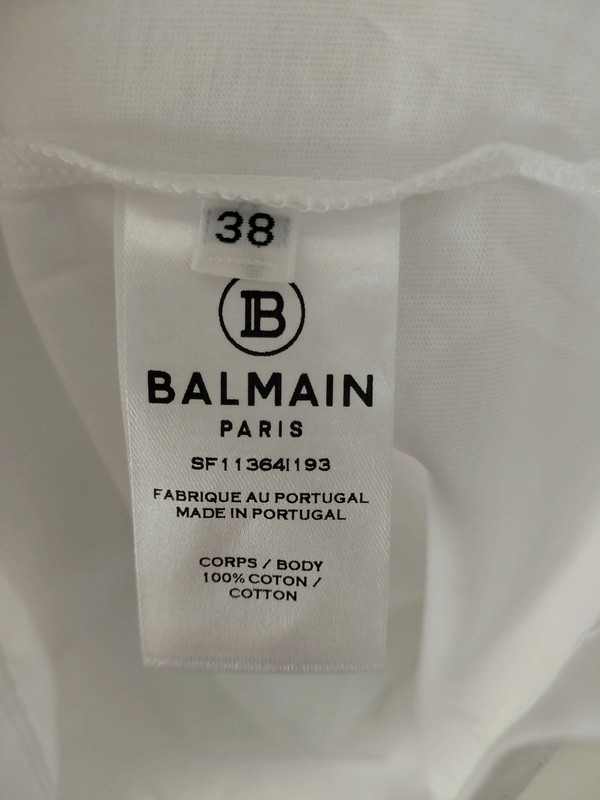 38
B
BALMAIN
PARIS
SF11364I193
FABRIQUE AU PORTUGAL
MADE IN PORTUGAL
CORPS / BODY
100% COTON /
COTTON